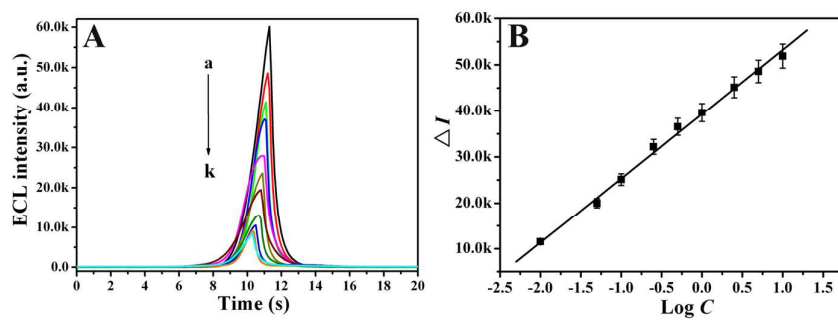 A
60.0k
50.0k
40.0k
30.0k
20.0k
10.0k
0.0
ECL intensity (a.u.)
a
k
0 2 4 6 8 10 12 14 16 18 20
Time (s)
B
60.0k
50.0k
40.0k
30.0k
20.0k
10.0k
△I
-2.5 -2.0 -1.5 -1.0 -0.5 0.0 0.5 1.0 1.5
Log C